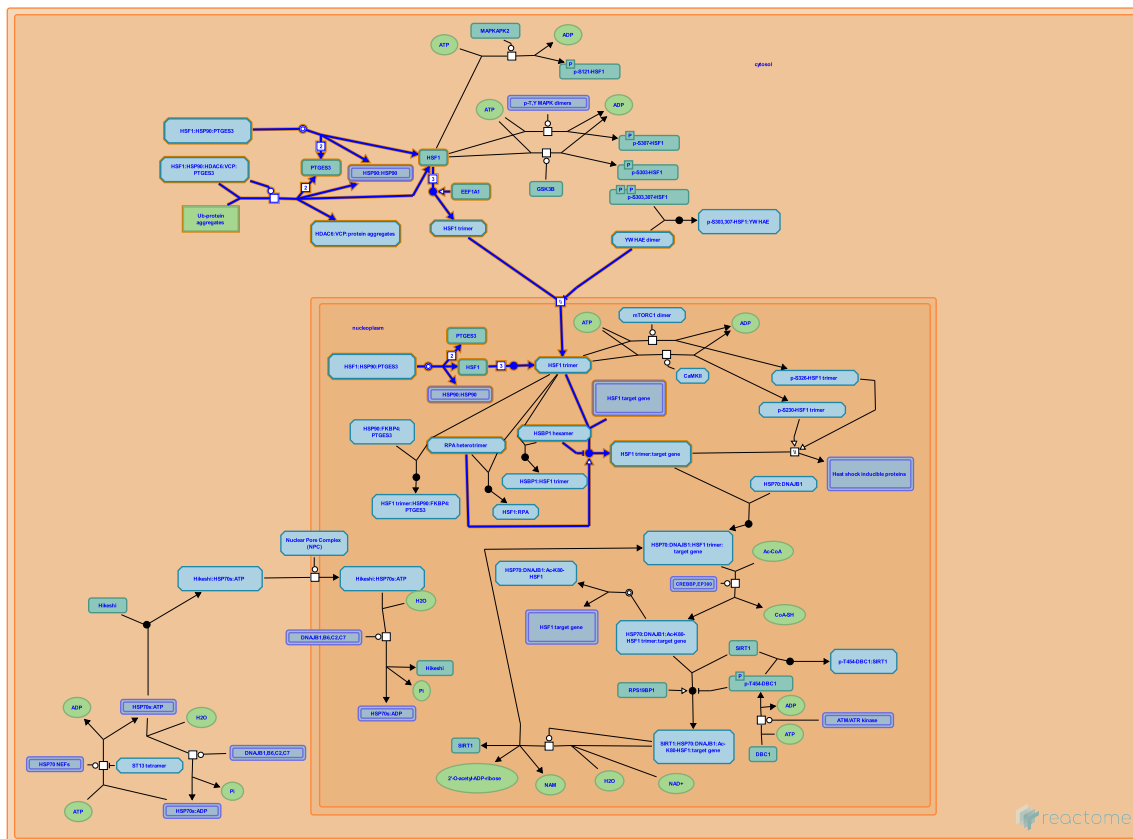 MAPKAPK2
ATP
ADP
P
p-S121-HSF1
cytosol
p-T,Y MAPK dimers
ATP
ADP
HSF1:HSP90:PTGES3
P
p-S307-HSF1
2
HSF1
PTGES3
HSP90:HSP90
HSF1:HSP90:HDAC6:VCP:
PTGES3
P
p-S303-HSF1
2
3
GSK3B
EEF1A1
P
P
p-S303,307-HSF1
Ub-protein
aggregates
p-S303,307-HSF1:YWHAE
HDAC6:VCP:protein aggregates
HSF1 trimer
YWHAE dimer
nucleoplasm
mTORC1 dimer
ATP
ADP
PTGES3
2
HSF1:HSP90:PTGES3
HSF1
3
HSF1 trimer
CaMKII
p-S326-HSF1 trimer
HSP90:HSP90
HSF1 target gene
p-S230-HSF1 trimer
HSP90:FKBP4:
PTGES3
HSBP1 hexamer
RPA heterotrimer
HSF1 trimer:target gene
Heat shock inducible proteins
HSBP1:HSF1 trimer
HSP70:DNAJB1
HSF1 trimer:HSP90:FKBP4:
PTGES3
HSF1:RPA
Nuclear Pore Complex
(NPC)
HSP70:DNAJB1:HSF1 trimer:
target gene
Ac-CoA
HSP70:DNAJB1:Ac-K80-
HSF1
Hikeshi:HSP70s:ATP
Hikeshi:HSP70s:ATP
CREBBP,EP300
H2O
Hikeshi
CoA-SH
HSF1 target gene
HSP70:DNAJB1:Ac-K80-
HSF1 trimer:target gene
DNAJB1,B6,C2,C7
SIRT1
p-T454-DBC1:SIRT1
Hikeshi
P
p-T454-DBC1
RPS19BP1
Pi
HSP70s:ATP
ADP
HSP70s:ADP
ADP
H2O
ATM/ATR kinase
ATP
DBC1
SIRT1
SIRT1:HSP70:DNAJB1:Ac-
K80-HSF1:target gene
DNAJB1,B6,C2,C7
HSP70 NEFs
ST13 tetramer
2'-O-acetyl-ADP-ribose
NAM
H2O
NAD+
Pi
ATP
HSP70s:ADP
reactome